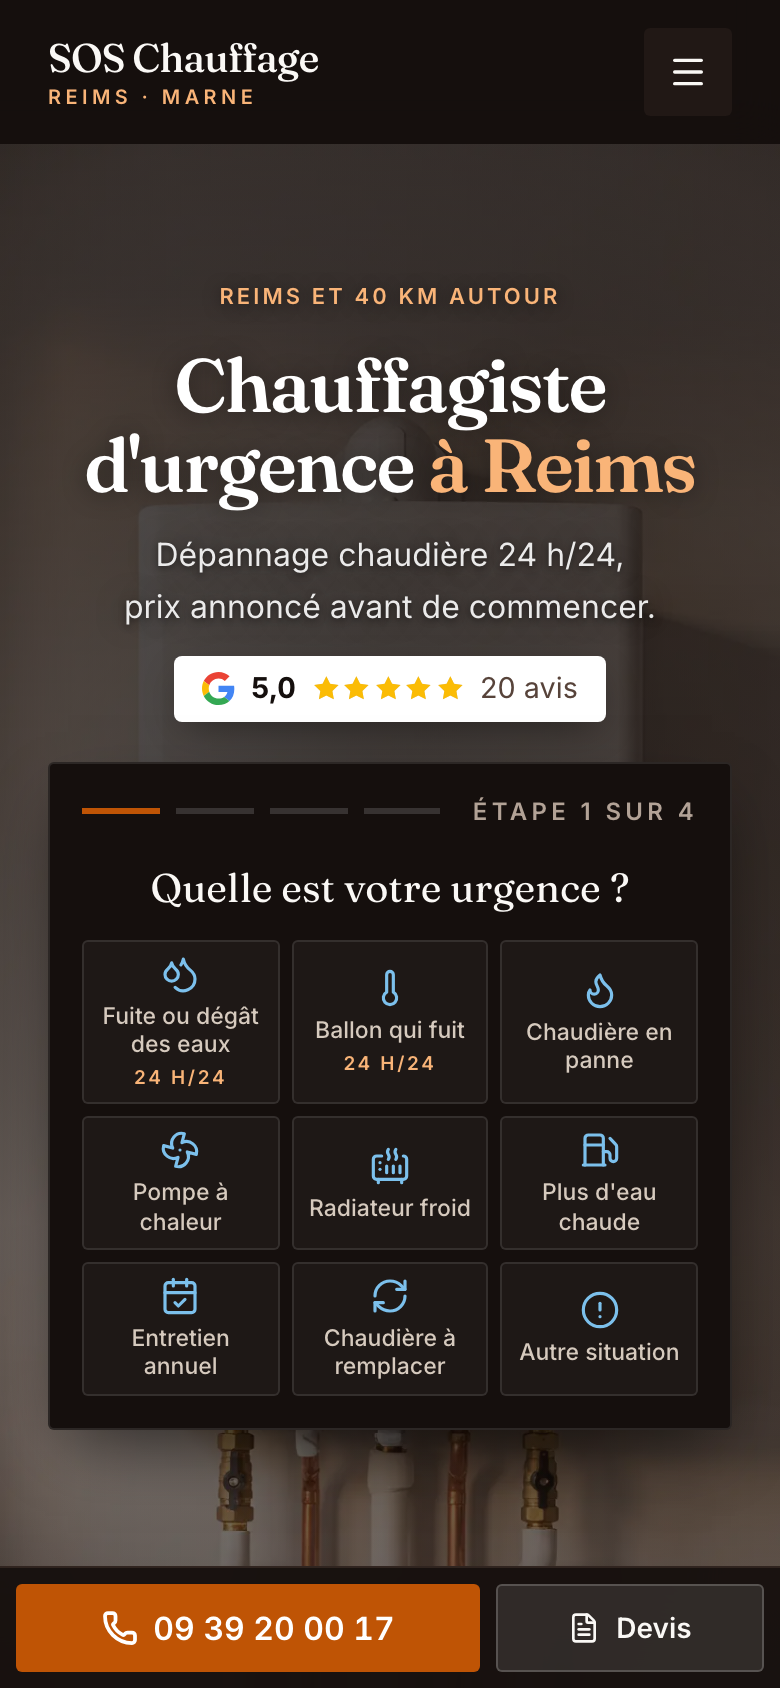 SOS Chauffage
REIMS · MARNE
REIMS ET 40 KM AUTOUR
Chauffagiste
d'urgence à Reims
Dépannage chaudière 24 h/24,
prix annoncé avant de commencer.
5,0 20 avis
ÉTAPE 1 SUR 4
Quelle est votre urgence ?
Fuite ou dégât
des eaux
24 H/24
Ballon qui fuit
24 H/24
Chaudière en
panne
Pompe à
chaleur
Radiateur froid
Plus d'eau
chaude
Entretien
annuel
Chaudière à
remplacer
Autre situation
09 39 20 00 17
Devis